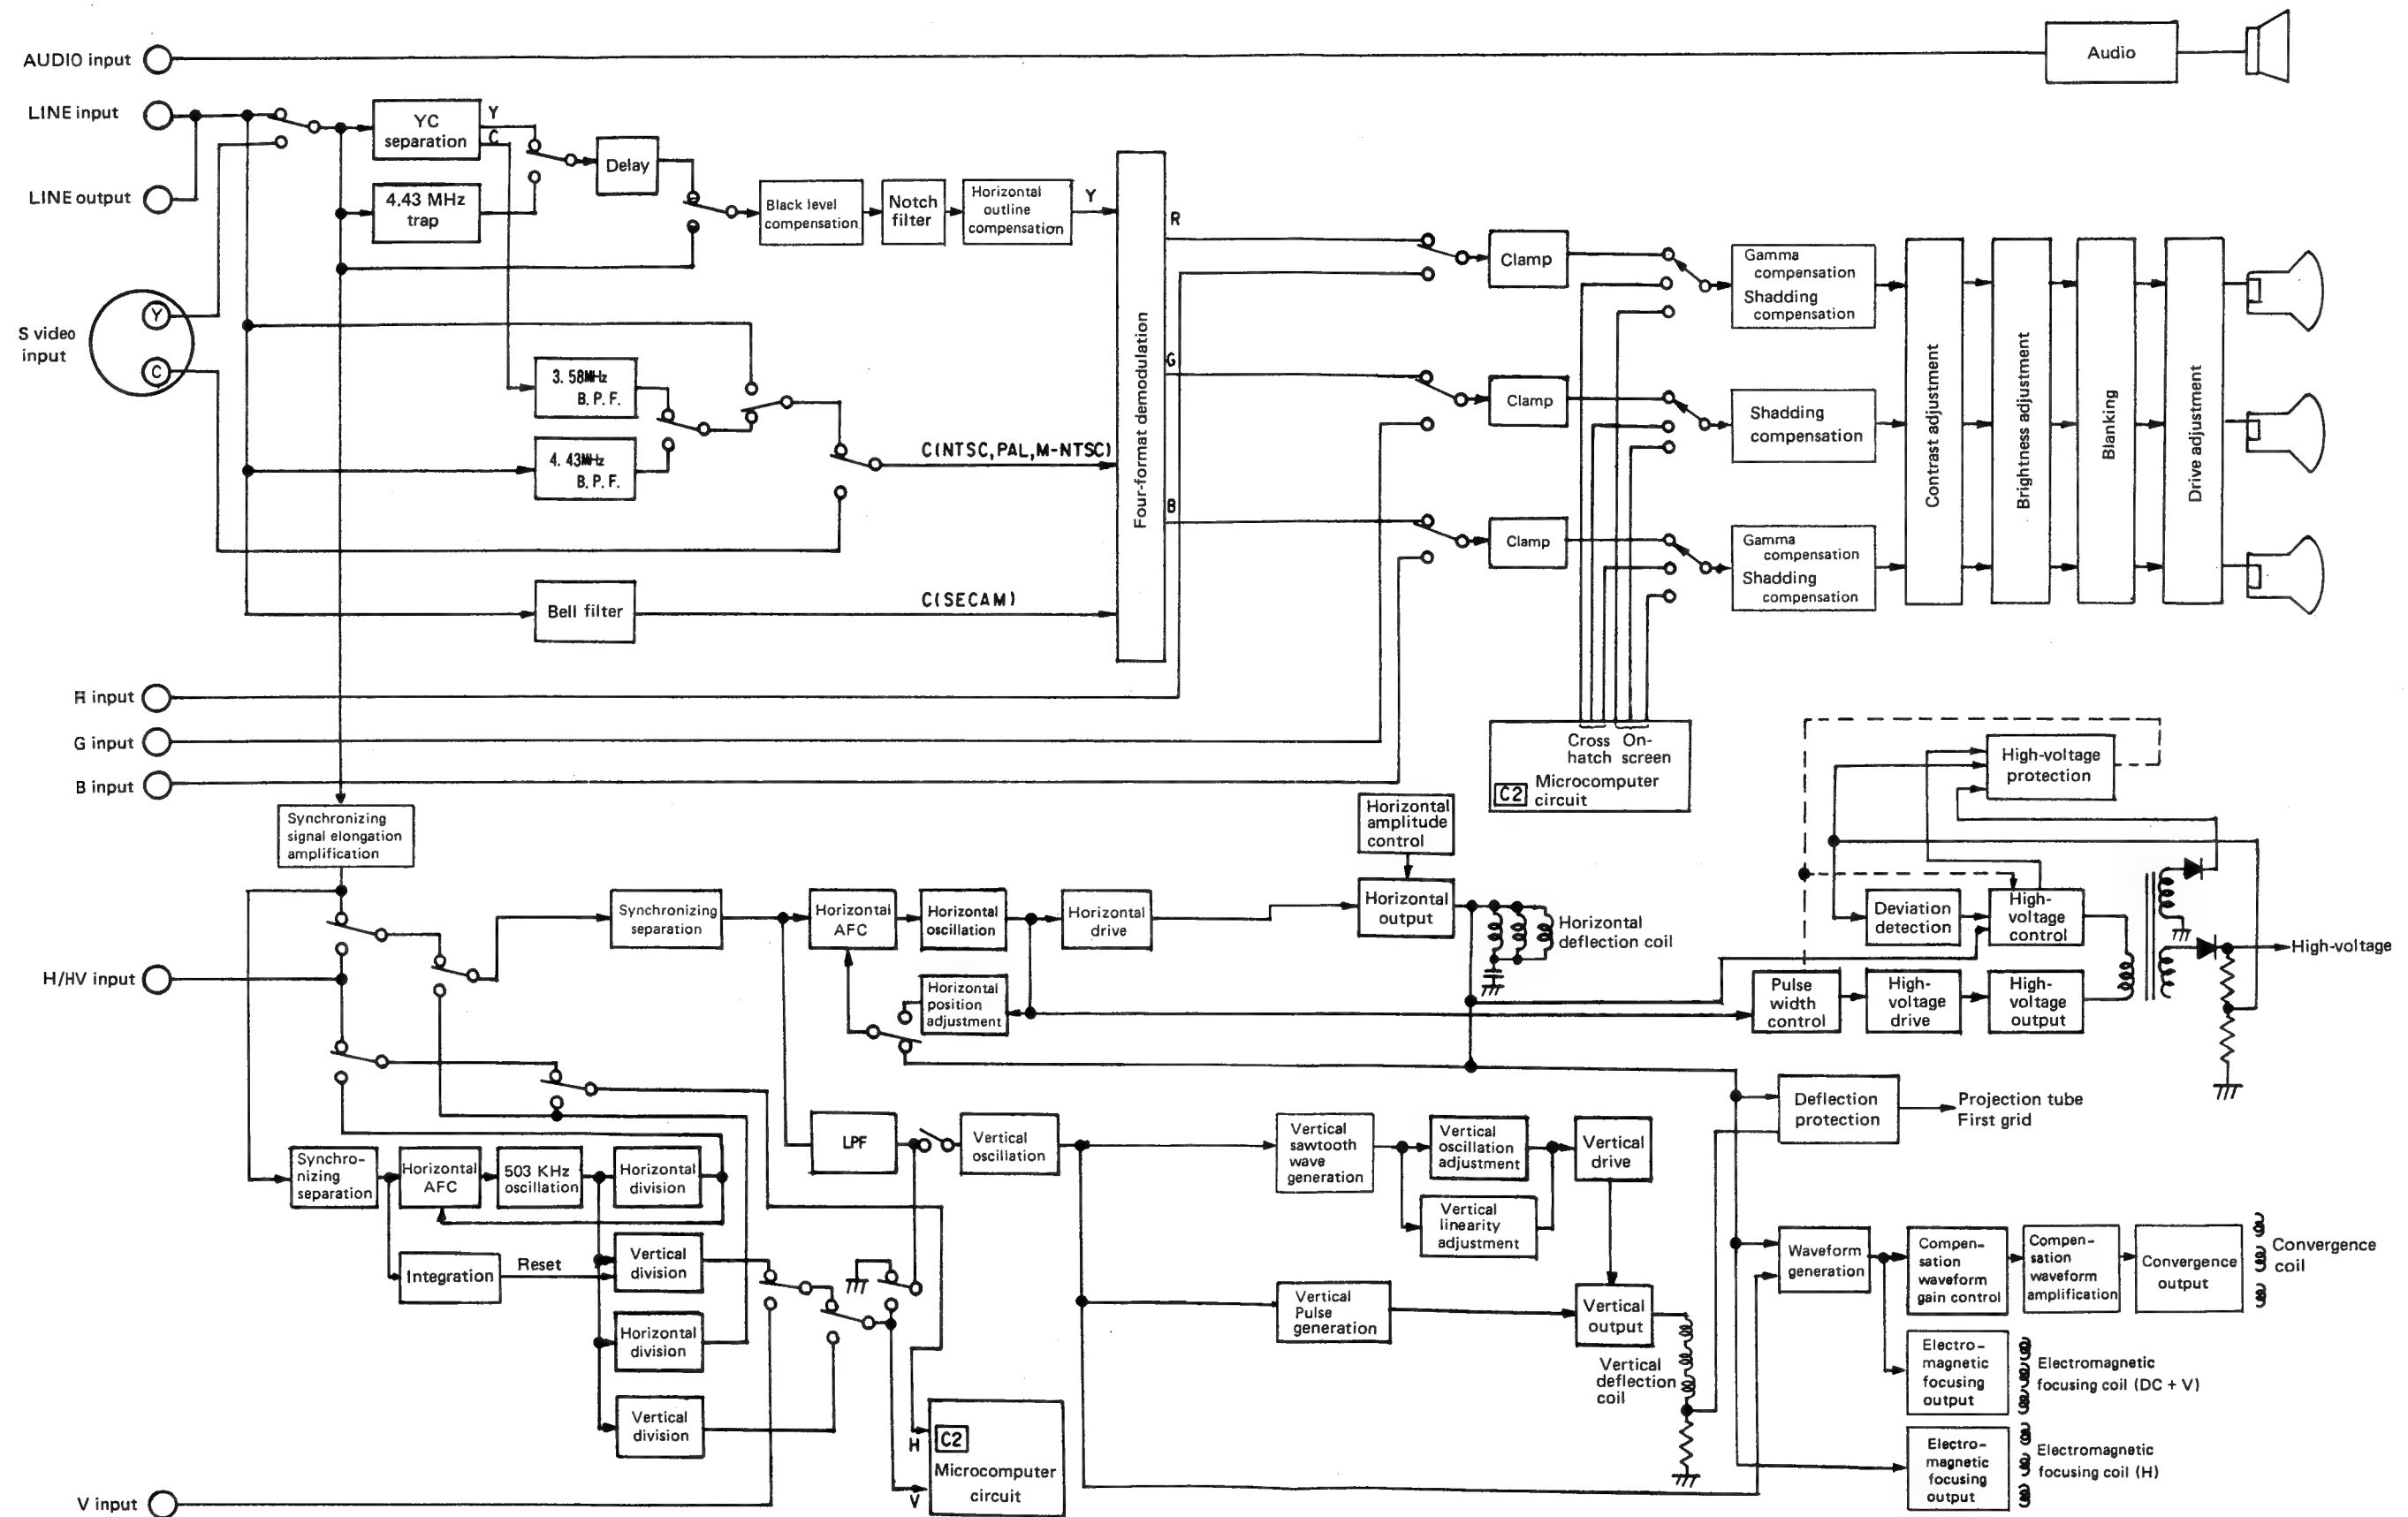 AUDIO input
Audio
LINE input
YC
separation
Y
C
Delay
LINE output
4.43 MHz
trap
Black level
compensation
Notch
filter
Horizontal
outline
compensation
Y
Four-format demodulation
R
G
B
Clamp
Clamp
Clamp
Gamma
compensation
Shadding
compensation
Shadding
compensation
Gamma
compensation
Shadding
compensation
Contrast adjustment
Brightness adjustment
Blanking
Drive adjustment
S video
input
Y
C
3.58MHz
B.P.F.
4.43MHz
B.P.F.
C(NTSC,PAL,M-NTSC)
Bell filter
C(SECAM)
R input
G input
B input
Cross
hatch
On-
screen
C2
Microcomputer
circuit
High-voltage
protection
Synchronizing
signal elongation
amplification
Horizontal
amplitude
control
Synchronizing
separation
Horizontal
AFC
Horizontal
oscillation
Horizontal
drive
Horizontal
output
Horizontal
deflection coil
Deviation
detection
High-
voltage
control
High-voltage
H/HV input
Horizontal
position
adjustment
Pulse
width
control
High-
voltage
drive
High-
voltage
output
Deflection
protection
Projection tube
First grid
LPF
Vertical
oscillation
Vertical
sawtooth
wave
generation
Vertical
oscillation
adjustment
Vertical
drive
Vertical
linearity
adjustment
Synchro-
nizing
separation
Horizontal
AFC
503 KHz
oscillation
Horizontal
division
Integration
Reset
Vertical
division
Horizontal
division
Vertical
division
Vertical
Pulse
generation
Vertical
output
Vertical
deflection
coil
Waveform
generation
Compen-
sation
waveform
gain control
Compen-
sation
waveform
amplification
Convergence
output
Convergence
coil
Electro-
magnetic
focusing
output
Electromagnetic
focusing coil (DC + V)
Electro-
magnetic
focusing
output
Electromagnetic
focusing coil (H)
H
C2
Microcomputer
circuit
V
V input